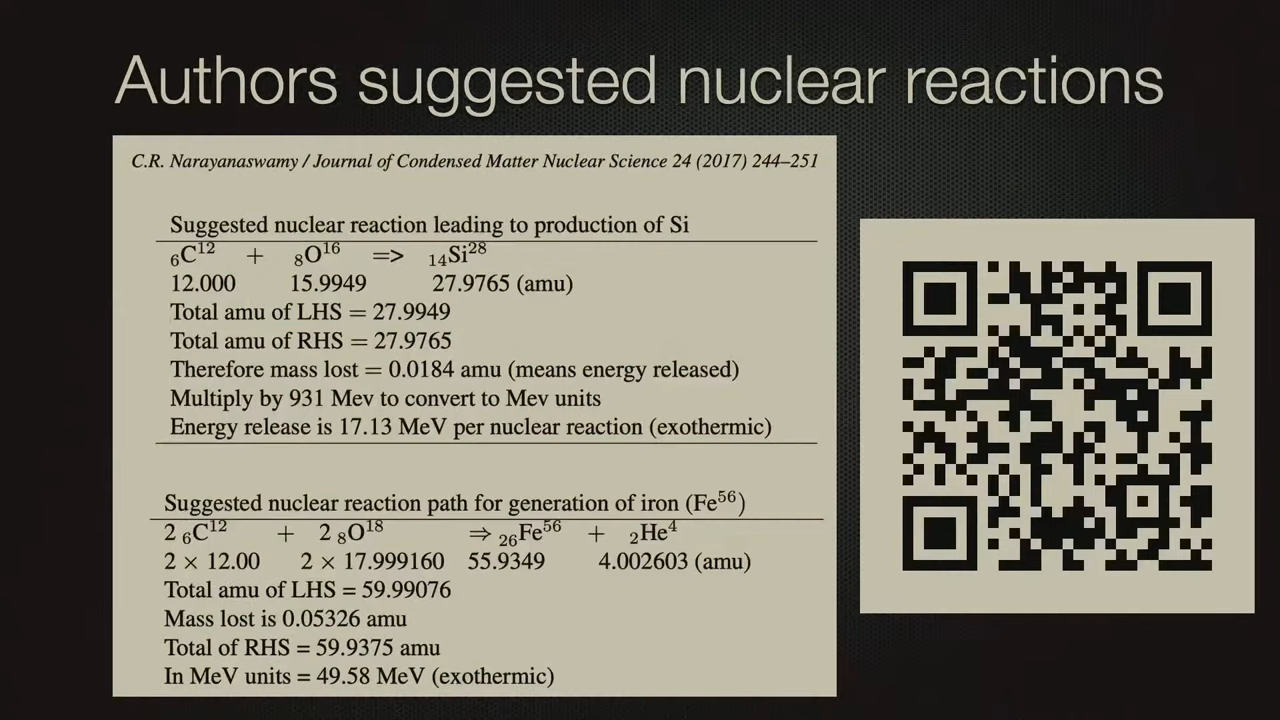 Authors suggested nuclear reactions
C.R. Narayanaswamy / Journal of Condensed Matter Nuclear Science 24 (2017) 244–251
Suggested nuclear reaction leading to production of Si
₆C¹² + ₈O¹⁶ => ₁₄Si²⁸
12.000 15.9949 27.9765 (amu)
Total amu of LHS = 27.9949
Total amu of RHS = 27.9765
Therefore mass lost = 0.0184 amu (means energy released)
Multiply by 931 Mev to convert to Mev units
Energy release is 17.13 MeV per nuclear reaction (exothermic)
Suggested nuclear reaction path for generation of iron (Fe⁵⁶)
2 ₆C¹² + 2 ₈O¹⁸ ⇒ ₂₆Fe⁵⁶ + ₂He⁴
2 × 12.00 2 × 17.999160 55.9349 4.002603 (amu)
Total amu of LHS = 59.99076
Mass lost is 0.05326 amu
Total of RHS = 59.9375 amu
In MeV units = 49.58 MeV (exothermic)